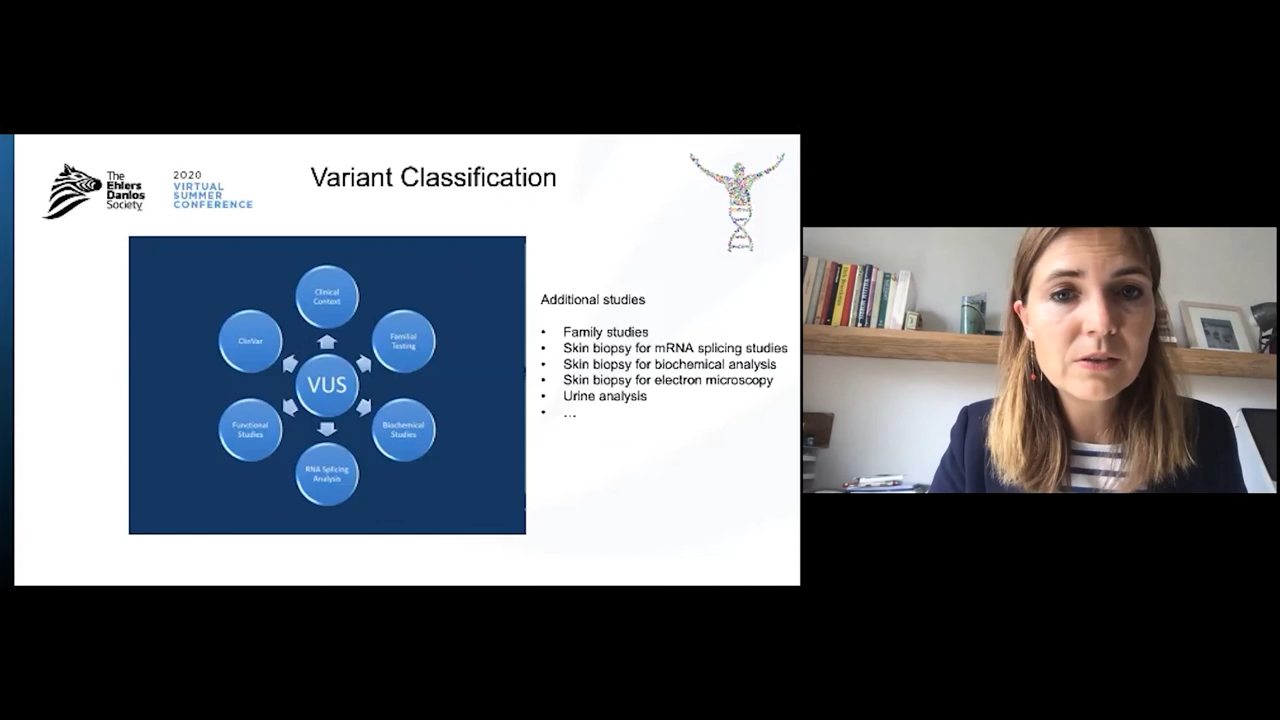 The
Ehlers
Danlos
Society
2020
VIRTUAL
SUMMER
CONFERENCE
Variant Classification
Clinical
Context
ClinVar
Familial
Testing
VUS
Functional
Studies
Biochemical
Studies
RNA Splicing
Analysis
Additional studies
• Family studies
• Skin biopsy for mRNA splicing studies
• Skin biopsy for biochemical analysis
• Skin biopsy for electron microscopy
• Urine analysis
• ...